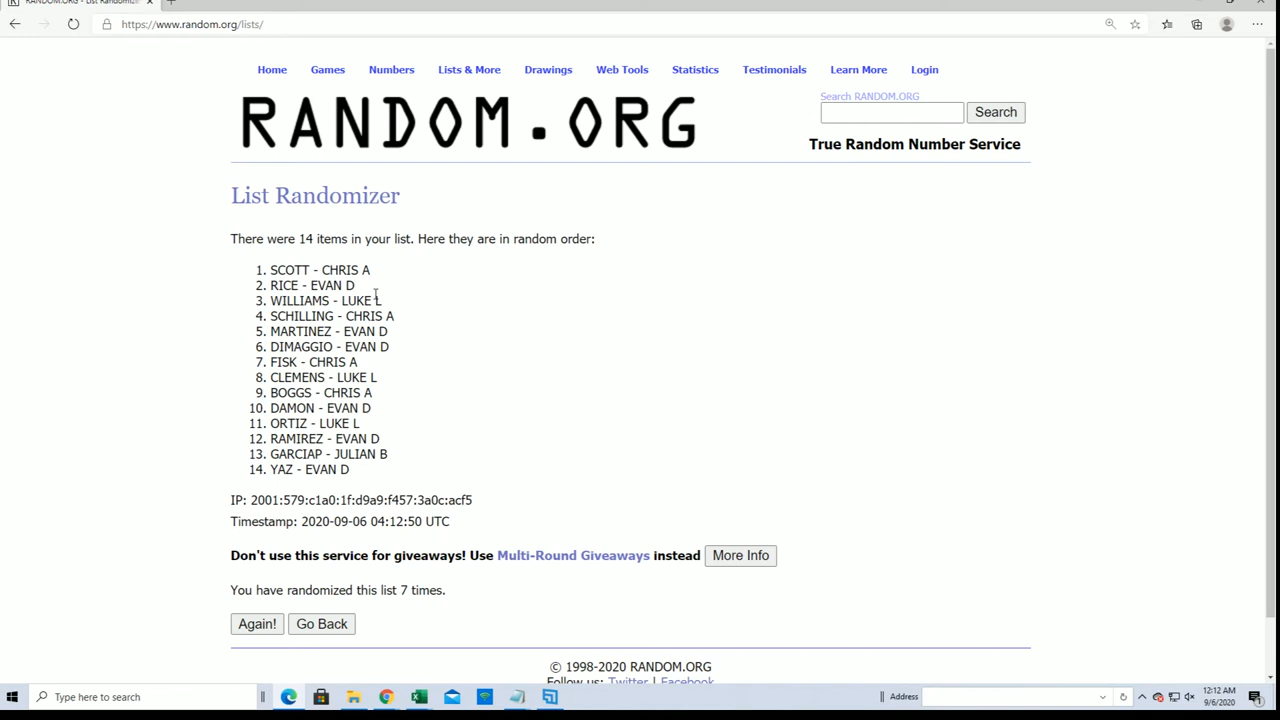 RANDOM.ORG - List Randomize
https://www.random.org/lists/
Home Games Numbers Lists & More Drawings Web Tools Statistics Testimonials Learn More Login
Search RANDOM.ORG
RANDOM.ORG
Search
True Random Number Service
List Randomizer
There were 14 items in your list. Here they are in random order:
1. SCOTT - CHRIS A
2. RICE - EVAN D
3. WILLIAMS - LUKE L
4. SCHILLING - CHRIS A
5. MARTINEZ - EVAN D
6. DIMAGGIO - EVAN D
7. FISK - CHRIS A
8. CLEMENS - LUKE L
9. BOGGS - CHRIS A
10. DAMON - EVAN D
11. ORTIZ - LUKE L
12. RAMIREZ - EVAN D
13. GARCIAP - JULIAN B
14. YAZ - EVAN D
IP: 2001:579:c1a0:1f:d9a9:f457:3a0c:acf5
Timestamp: 2020-09-06 04:12:50 UTC
Don't use this service for giveaways! Use Multi-Round Giveaways instead More Info
You have randomized this list 7 times.
Again! Go Back
© 1998-2020 RANDOM.ORG
Follow us: Twitter | Facebook
Type here to search
Address
12:12 AM
9/6/2020